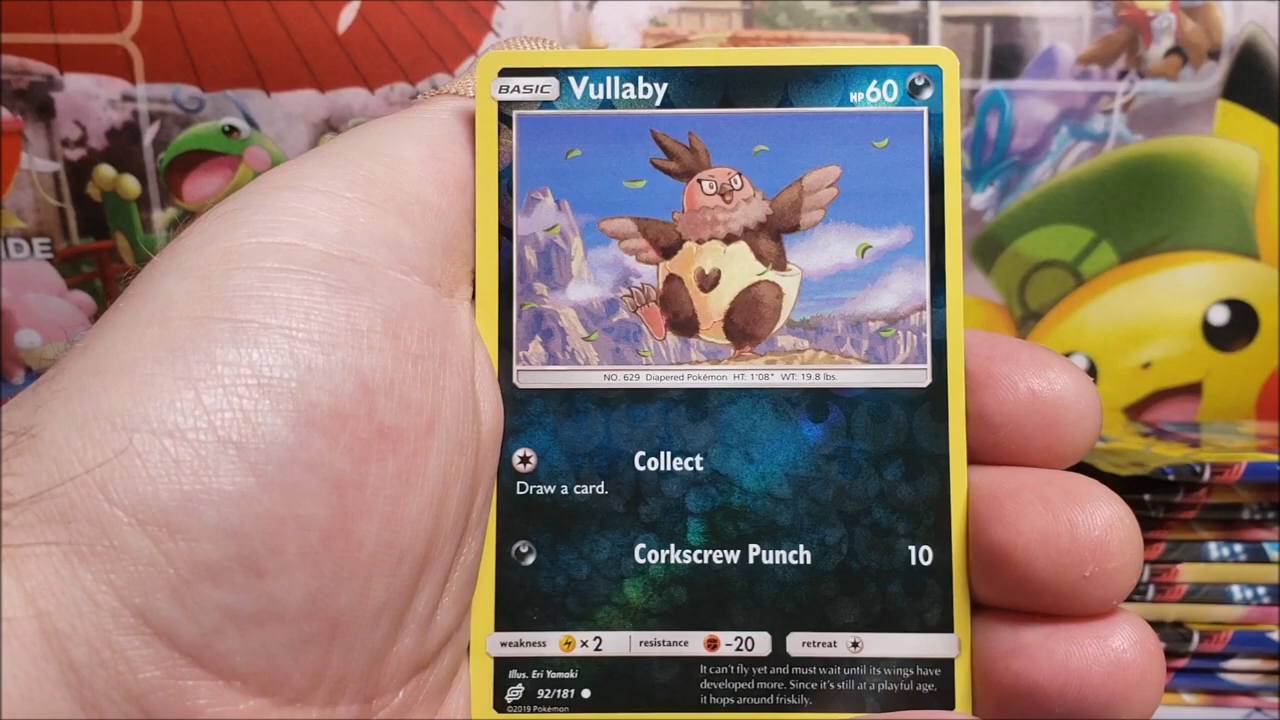 BASIC Vullaby HP 60
NO. 629 Diapered Pokémon HT: 1'08" WT: 19.8 lbs.
Collect
Draw a card.
Corkscrew Punch 10
weakness ×2 resistance -20 retreat
Illus. Eri Yamaki
92/181
©2019 Pokémon
It can't fly yet and must wait until its wings have
developed more. Since it's still at a playful age,
it hops around friskily.
IDE